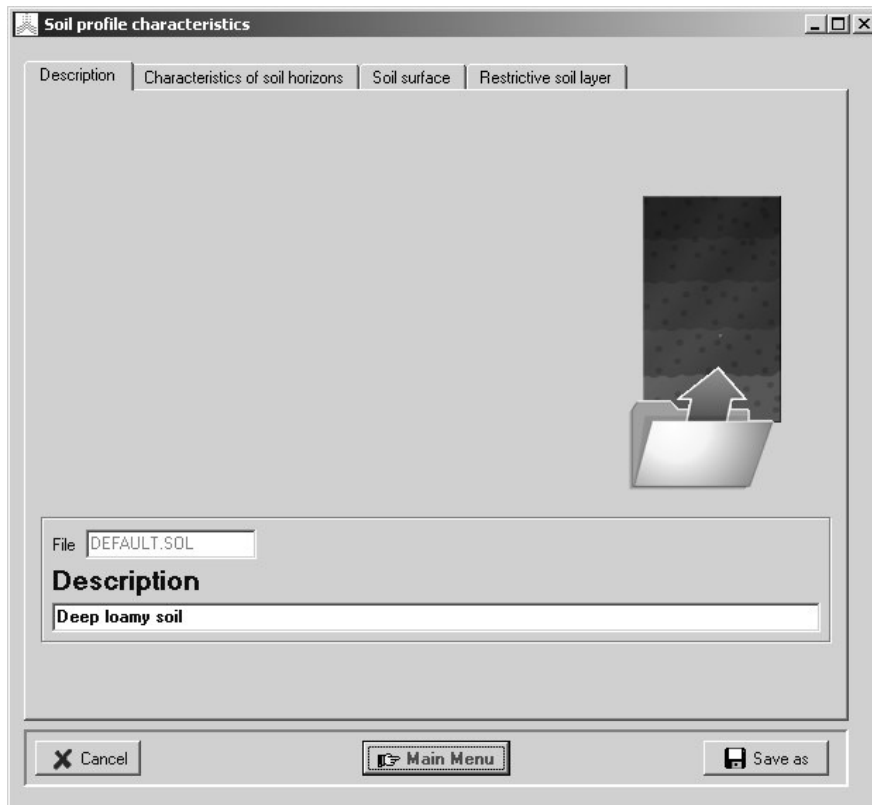 Soil profile characteristics
Description
Characteristics of soil horizons
Soil surface
Restrictive soil layer
File DEFAULT.SOL
Description
Deep loamy soil
Cancel
Main Menu
Save as